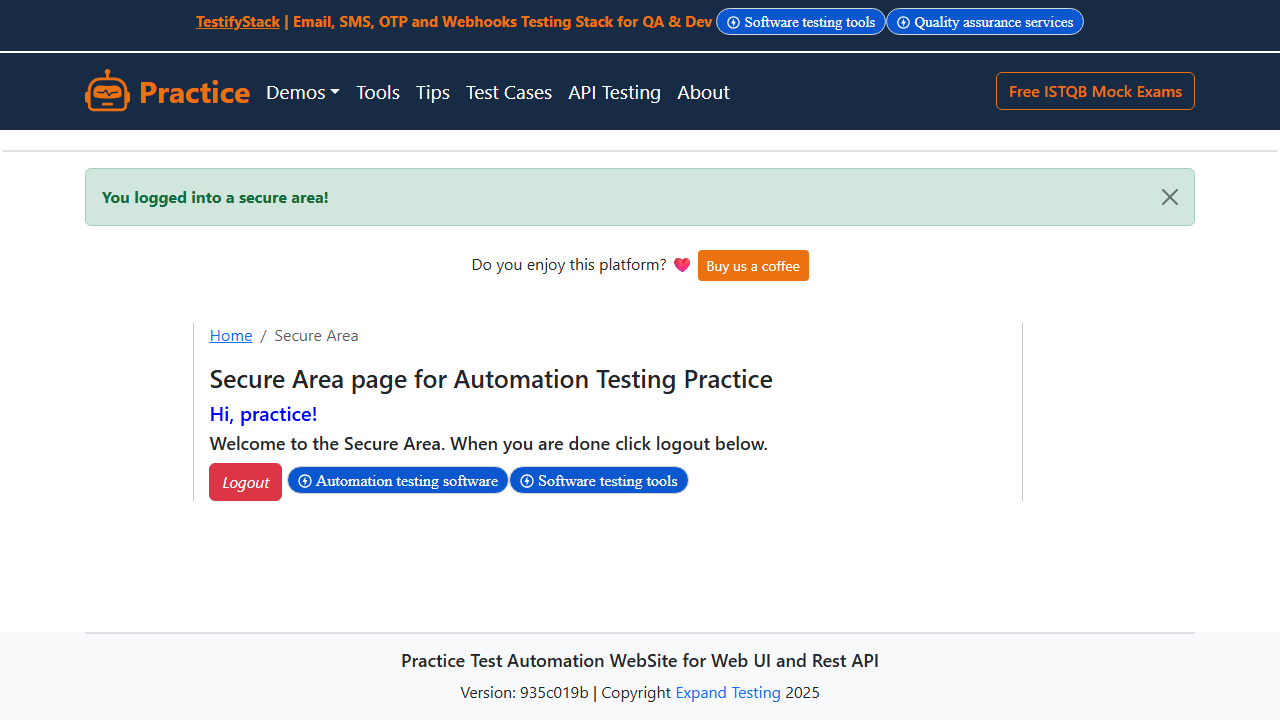 TestifyStack | Email, SMS, OTP and Webhooks Testing Stack for QA & Dev Software testing tools Quality assurance services
Practice Demos Tools Tips Test Cases API Testing About Free ISTQB Mock Exams
You logged into a secure area!
Do you enjoy this platform? Buy us a coffee
Home / Secure Area
Secure Area page for Automation Testing Practice
Hi, practice!
Welcome to the Secure Area. When you are done click logout below.
Logout Automation testing software Software testing tools
Practice Test Automation WebSite for Web UI and Rest API
Version: 935c019b | Copyright Expand Testing 2025